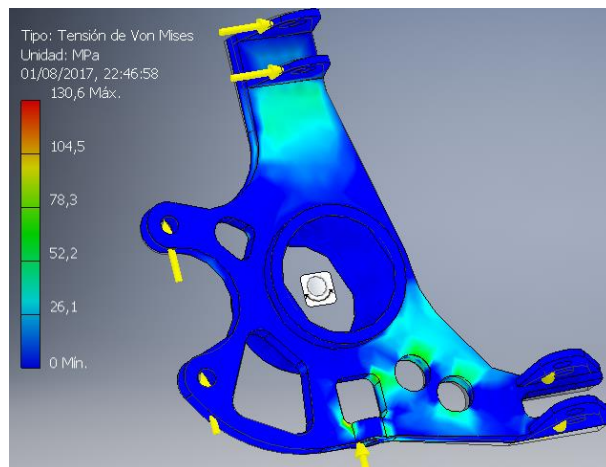 Tipo: Tensión de Von Mises
Unidad: MPa
01/08/2017, 22:46:58
130,6 Máx.
104,5
78,3
52,2
26,1
0 Mín.